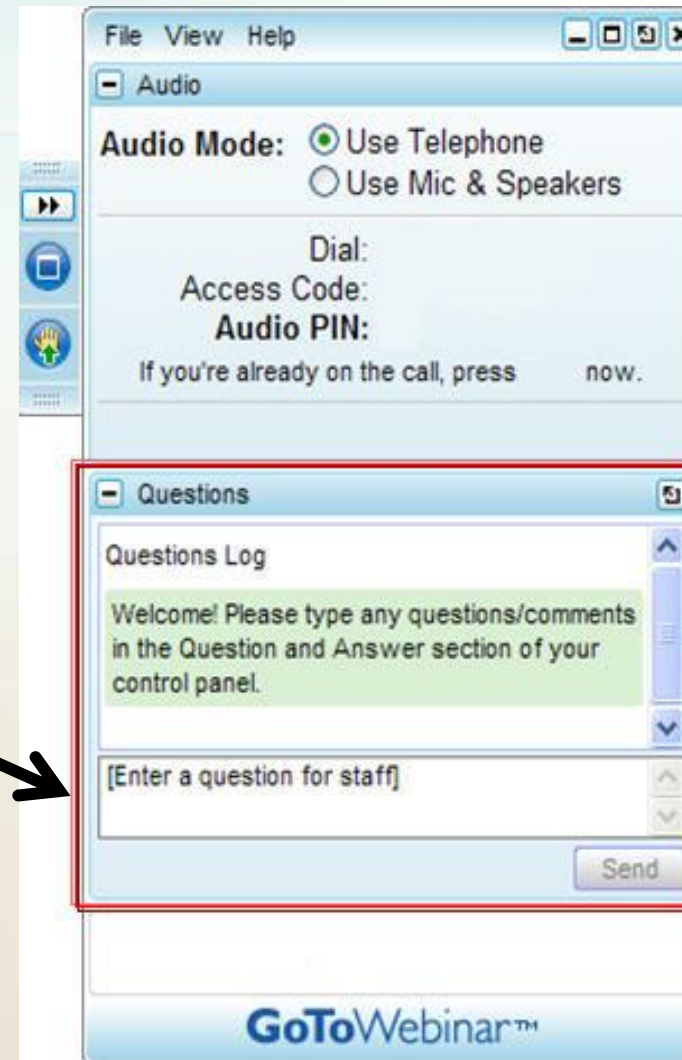 File View Help
Audio
Audio Mode: Use Telephone
Use Mic & Speakers
Dial:
Access Code:
Audio PIN:
If you're already on the call, press now.
Questions
Questions Log
Welcome! Please type any questions/comments
in the Question and Answer section of your
control panel.
[Enter a question for staff]
Send
GoToWebinar™